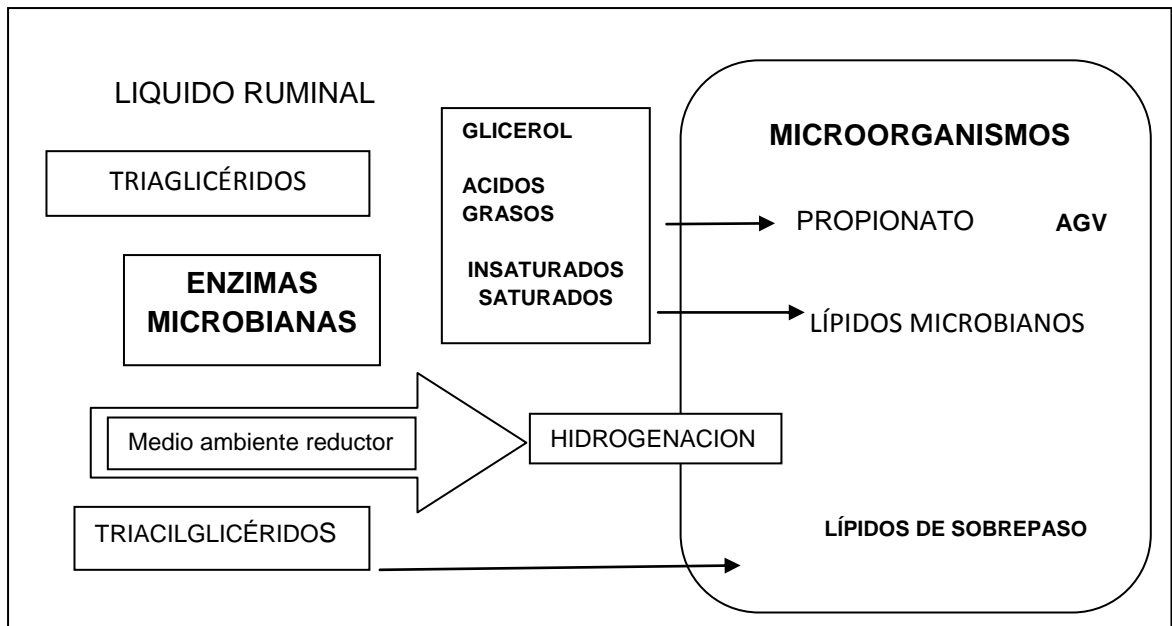 LIQUIDO RUMINAL
TRIAGLICÉRIDOS
ENZIMAS
MICROBIANAS
Medio ambiente reductor
TRIACILGLICÉRIDOS
GLICEROL
ACIDOS
GRASOS
INSATURADOS
SATURADOS
HIDROGENACION
MICROORGANISMOS
PROPIONATO AGV
LÍPIDOS MICROBIANOS
LÍPIDOS DE SOBREPASO